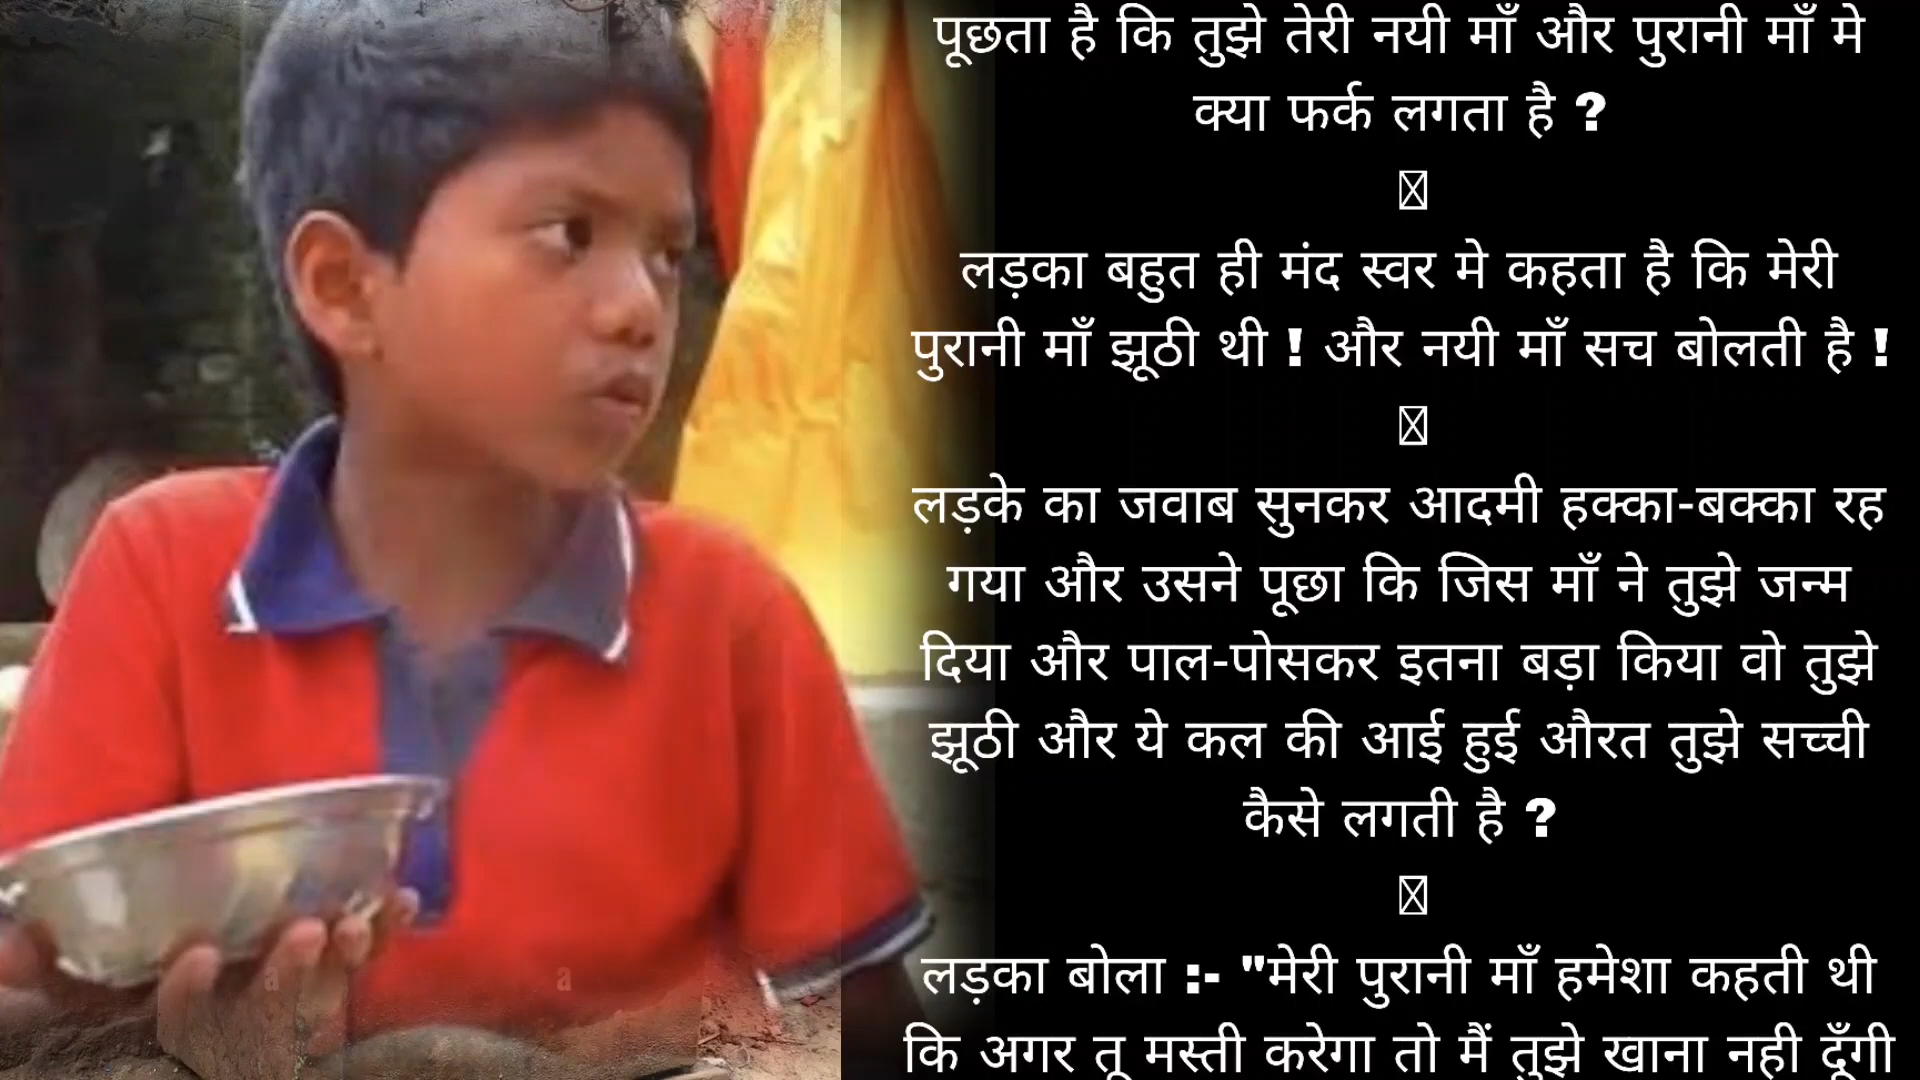 पूछता है कि तुझे तेरी नयी माँ और पुरानी माँ मे
क्या फर्क लगता है ?
लड़का बहुत ही मंद स्वर मे कहता है कि मेरी
पुरानी माँ झूठी थी ! और नयी माँ सच बोलती है !
लड़के का जवाब सुनकर आदमी हक्का-बक्का रह
गया और उसने पूछा कि जिस माँ ने तुझे जन्म
दिया और पाल-पोसकर इतना बड़ा किया वो तुझे
झूठी और ये कल की आई हुई औरत तुझे सच्ची
कैसे लगती है ?
लड़का बोला :- "मेरी पुरानी माँ हमेशा कहती थी
कि अगर तू मस्ती करेगा तो मैं तुझे खाना नही दूँगी
a a